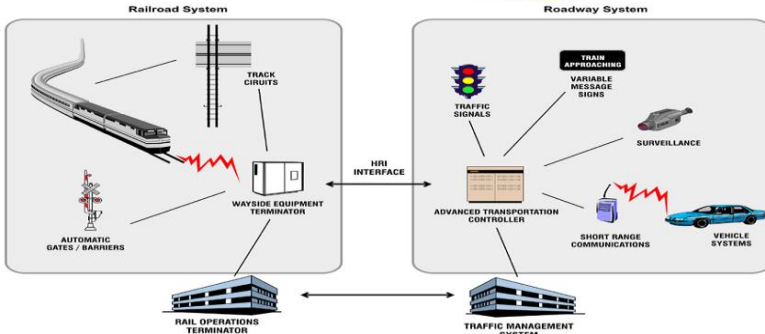 Railroad System
Roadway System
TRACK
CIRUITS
TRAIN
APPROACHING
VARIABLE
MESSAGE
SIGNS
TRAFFIC
SIGNALS
SURVEILLANCE
HRI
INTERFACE
WAYSIDE EQUIPMENT
TERMINATOR
ADVANCED TRANSPORTATION
CONTROLLER
AUTOMATIC
GATES / BARRIERS
SHORT RANGE
COMMUNICATIONS
VEHICLE
SYSTEMS
RAIL OPERATIONS
TERMINATOR
TRAFFIC MANAGEMENT
SYSTEM